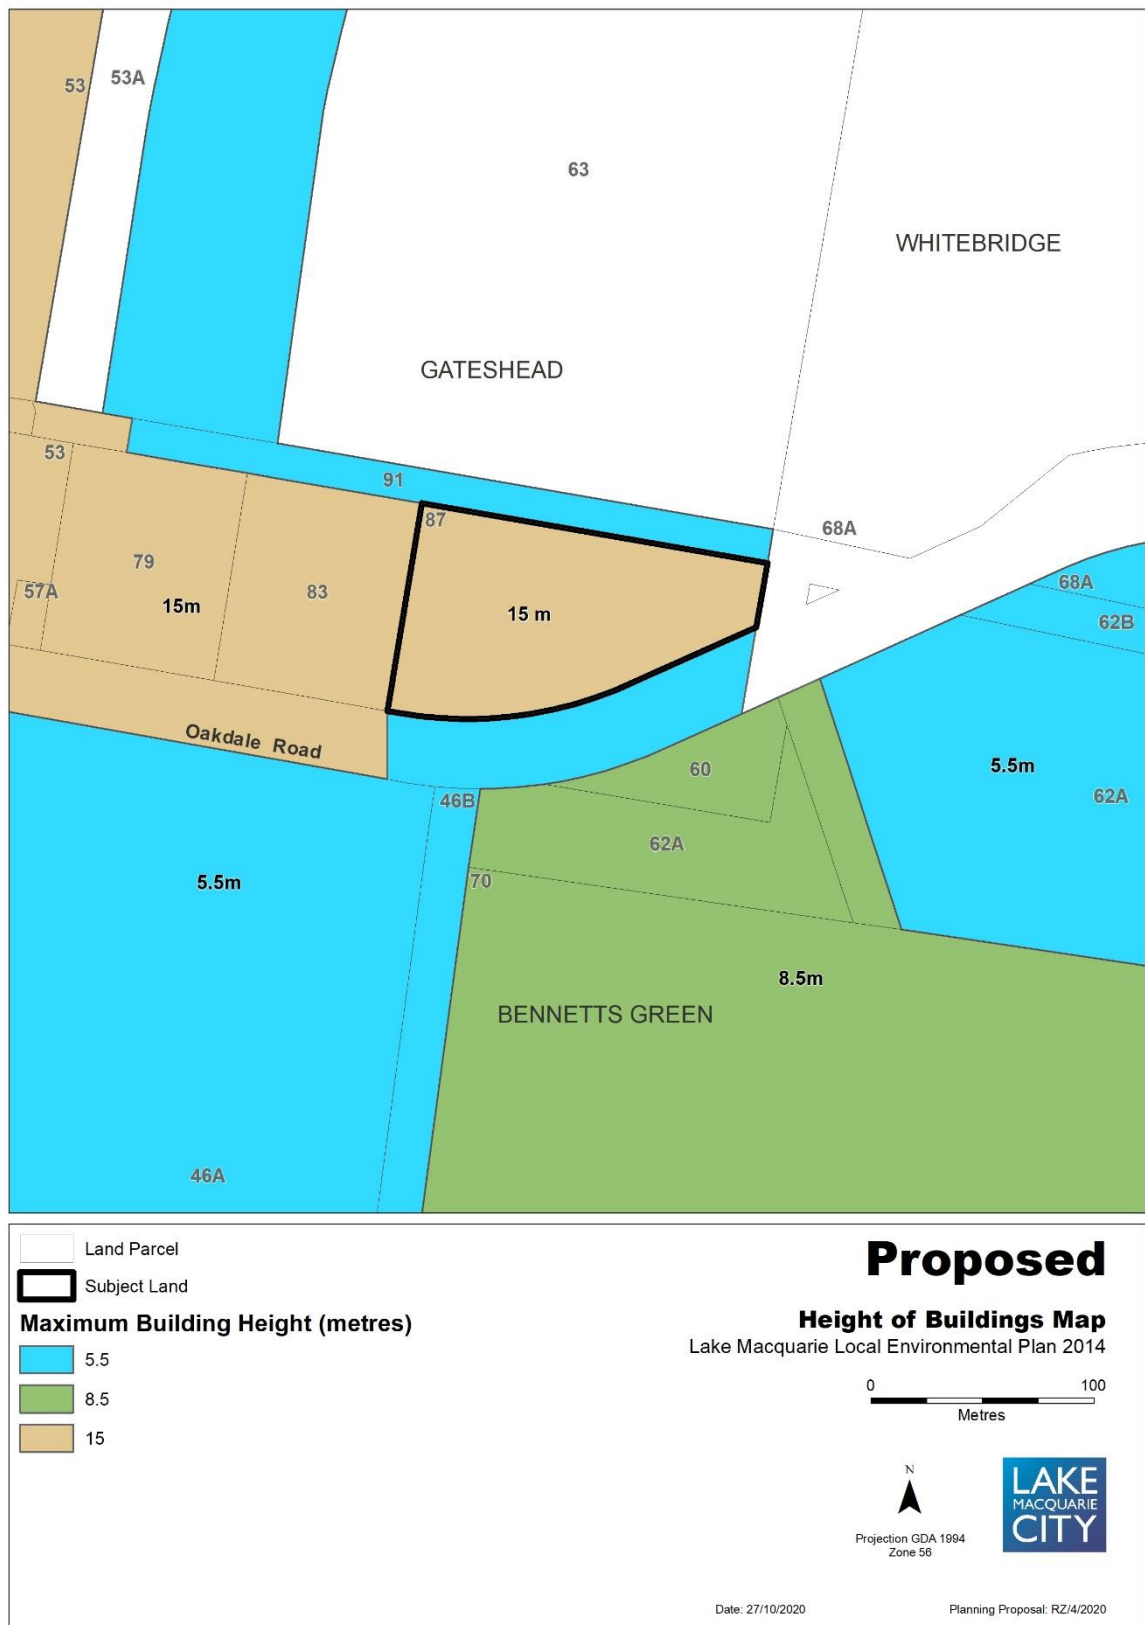 53
53A
63
WHITEBRIDGE
GATESHEAD
53
91
87
68A
79
57A
15m
83
15 m
68A
62B
Oakdale Road
60
5.5m
62A
46B
62A
70
5.5m
8.5m
BENNETTS GREEN
46A
Land Parcel
Subject Land
Maximum Building Height (metres)
5.5
8.5
15
Proposed
Height of Buildings Map
Lake Macquarie Local Environmental Plan 2014
0 100
Metres
N
Projection GDA 1994
Zone 56
LAKE
MACQUARIE
CITY
Date: 27/10/2020
Planning Proposal: RZ/4/2020